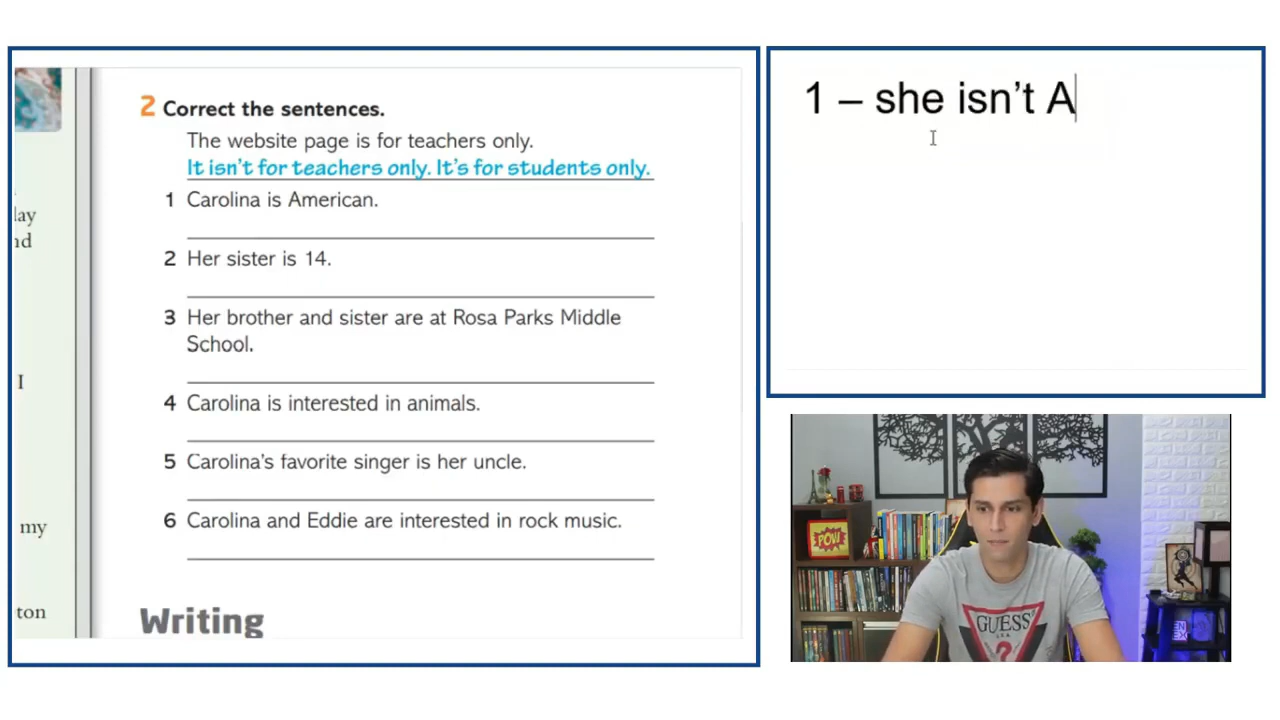 2 Correct the sentences.
The website page is for teachers only.
It isn't for teachers only. It's for students only.
1 Carolina is American.
2 Her sister is 14.
3 Her brother and sister are at Rosa Parks Middle
School.
4 Carolina is interested in animals.
5 Carolina's favorite singer is her uncle.
6 Carolina and Eddie are interested in rock music.
Writing
I
my
1 – she isn't A
POW
GUESS
U.S.A.
?